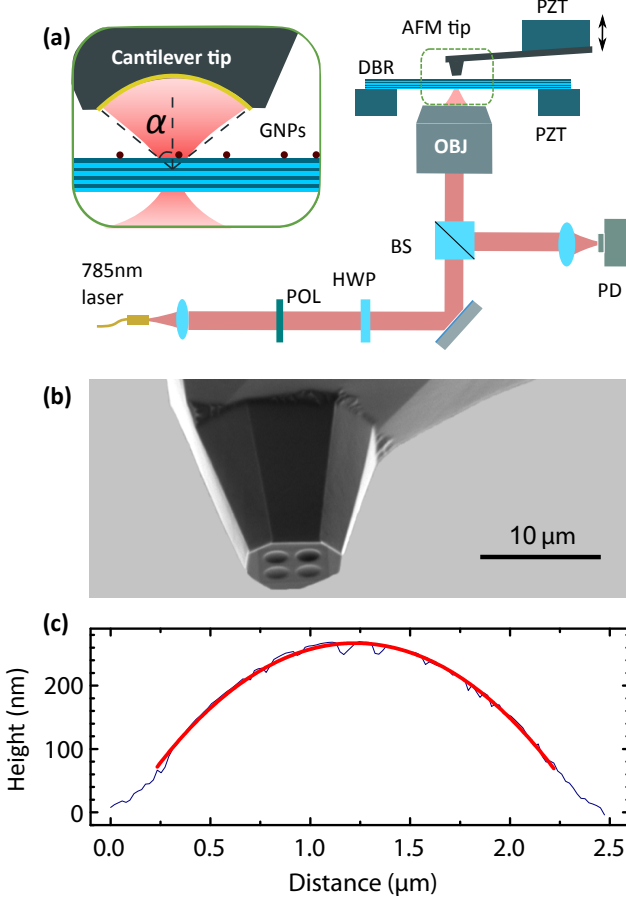 (a)
Cantilever tip
α
GNPs
AFM tip
PZT
DBR
PZT
OBJ
BS
PD
785nm
laser
POL
HWP
(b)
10 µm
(c)
Height (nm)
200
100
0
0.0 0.5 1.0 1.5 2.0 2.5
Distance (µm)